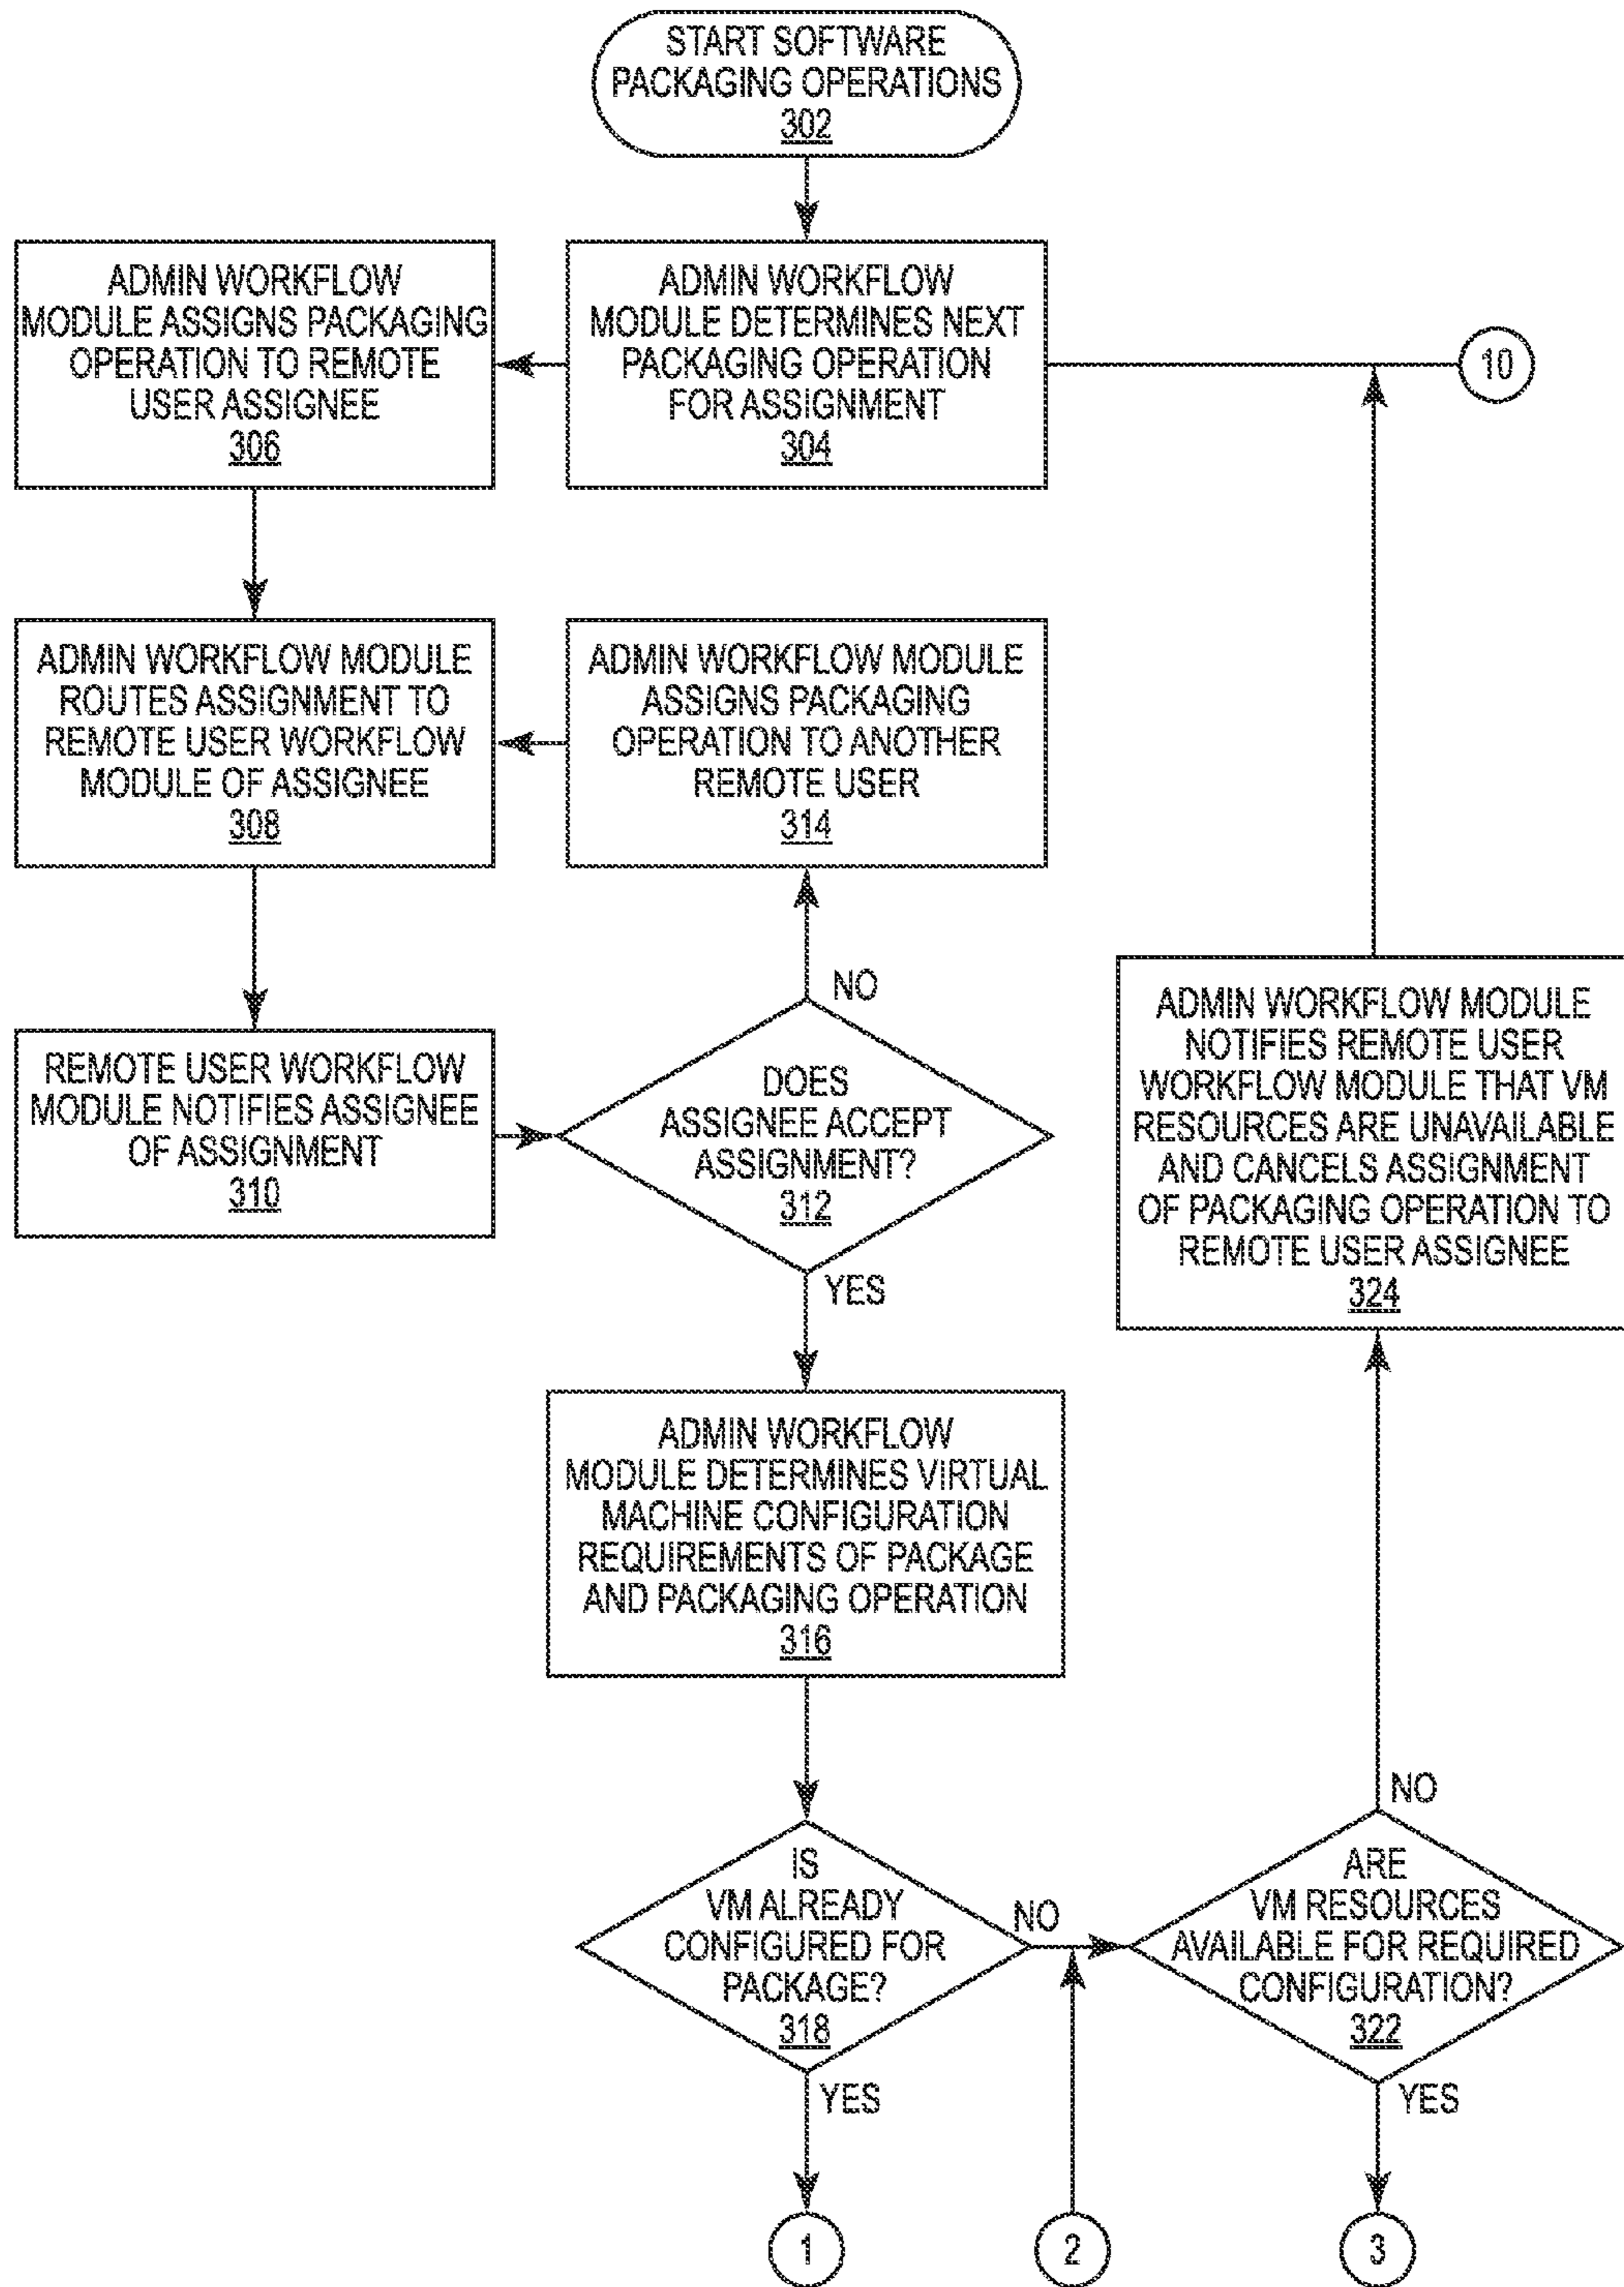 START SOFTWARE
PACKAGING OPERATIONS
302
ADMIN WORKFLOW
MODULE ASSIGNS PACKAGING
OPERATION TO REMOTE
USER ASSIGNEE
306
ADMIN WORKFLOW
MODULE DETERMINES NEXT
PACKAGING OPERATION
FOR ASSIGNMENT
304
10
ADMIN WORKFLOW MODULE
ROUTES ASSIGNMENT TO
REMOTE USER WORKFLOW
MODULE OF ASSIGNEE
308
ADMIN WORKFLOW MODULE
ASSIGNS PACKAGING
OPERATION TO ANOTHER
REMOTE USER
314
NO
REMOTE USER WORKFLOW
MODULE NOTIFIES ASSIGNEE
OF ASSIGNMENT
310
DOES
ASSIGNEE ACCEPT
ASSIGNMENT?
312
YES
ADMIN WORKFLOW MODULE
NOTIFIES REMOTE USER
WORKFLOW MODULE THAT VM
RESOURCES ARE UNAVAILABLE
AND CANCELS ASSIGNMENT
OF PACKAGING OPERATION TO
REMOTE USER ASSIGNEE
324
ADMIN WORKFLOW
MODULE DETERMINES VIRTUAL
MACHINE CONFIGURATION
REQUIREMENTS OF PACKAGE
AND PACKAGING OPERATION
316
NO
IS
VM ALREADY
CONFIGURED FOR
PACKAGE?
318
NO
ARE
VM RESOURCES
AVAILABLE FOR REQUIRED
CONFIGURATION?
322
YES
YES
1
2
3